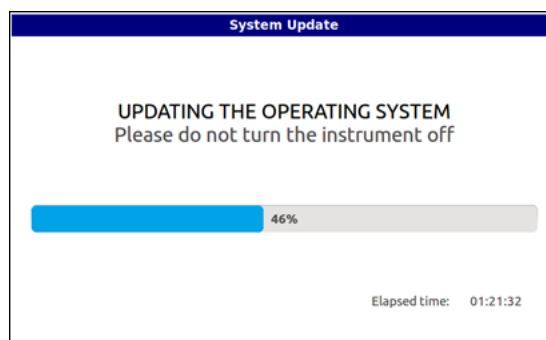 System Update
UPDATING THE OPERATING SYSTEM
Please do not turn the instrument off
46%
Elapsed time: 01:21:32